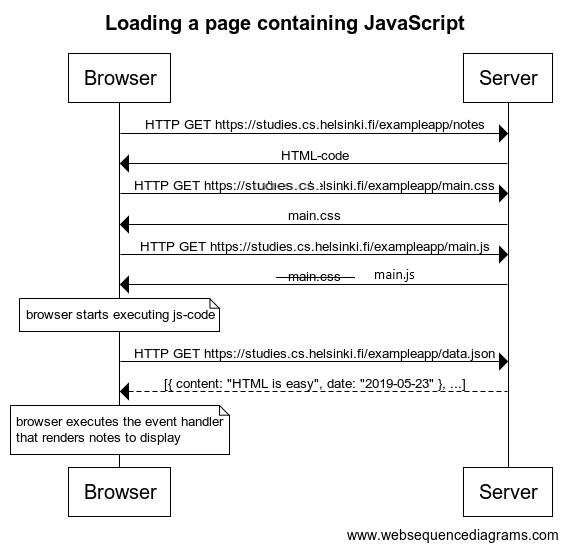 Loading a page containing JavaScript
Browser Server
HTTP GET https://studies.cs.helsinki.fi/exampleapp/notes
HTML-code
HTTP GET https://studies.cs.helsinki.fi/exampleapp/main.css
main.css
HTTP GET https://studies.cs.helsinki.fi/exampleapp/main.js
main.css main.js
browser starts executing js-code
HTTP GET https://studies.cs.helsinki.fi/exampleapp/data.json
[{ content: "HTML is easy", date: "2019-05-23" }, ...]
browser executes the event handler
that renders notes to display
Browser Server
www.websequencediagrams.com